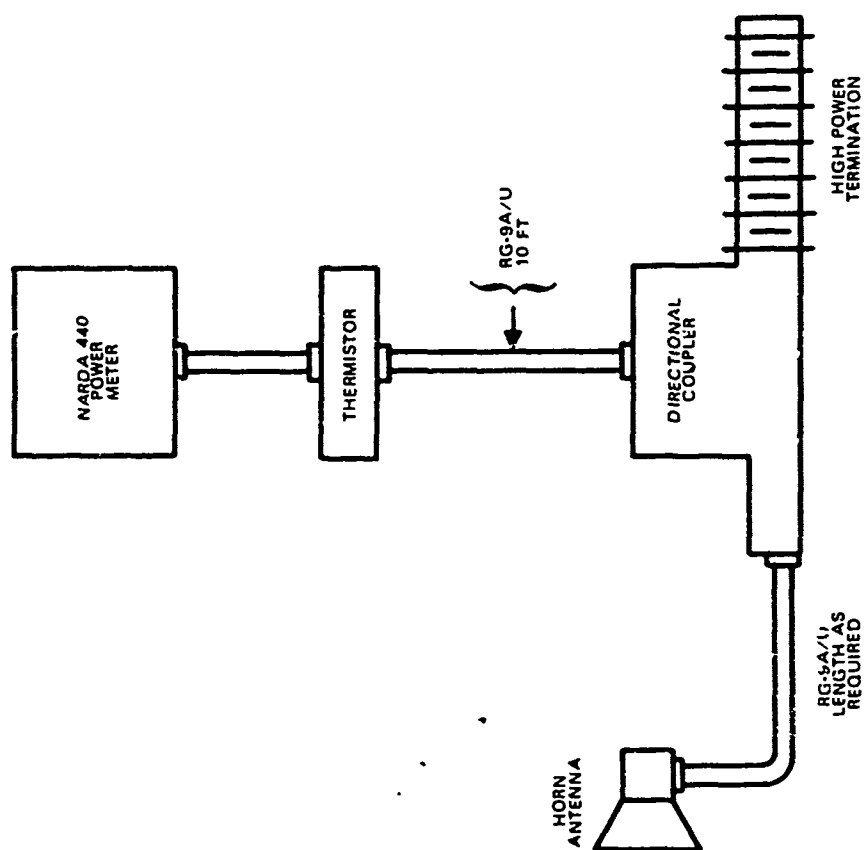 NARDA 440
POWER
METER
THERMISTOR
RG-9A/U
10 FT
DIRECTIONAL
COUPLER
HIGH POWER
TERMINATION
HORN
ANTENNA
RG-9A/U,
LENGTH AS
REQUIRED